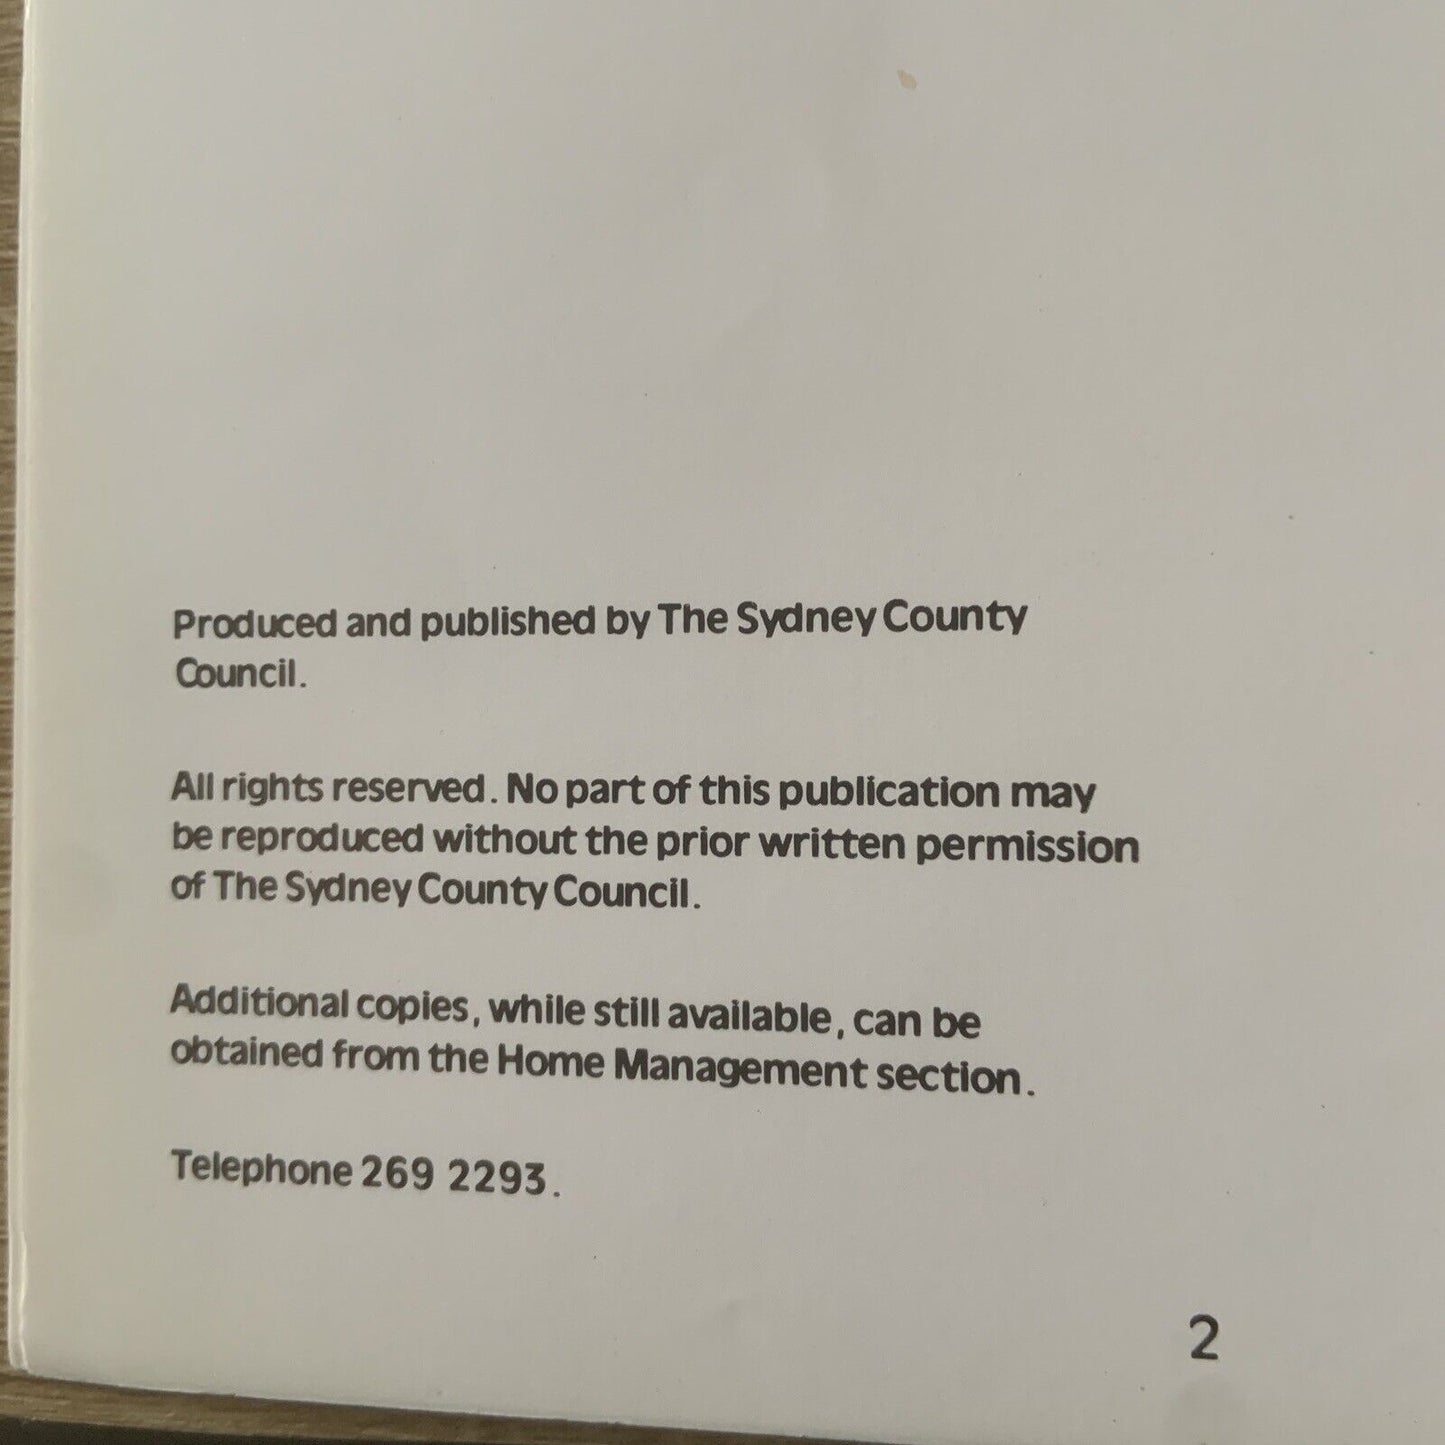 Produced and published by The Sydney County
Council.
All rights reserved. No part of this publication may
be reproduced without the prior written permission
of The Sydney County Council.
Additional copies, while still available, can be
obtained from the Home Management section.
Telephone 269 2293.
2